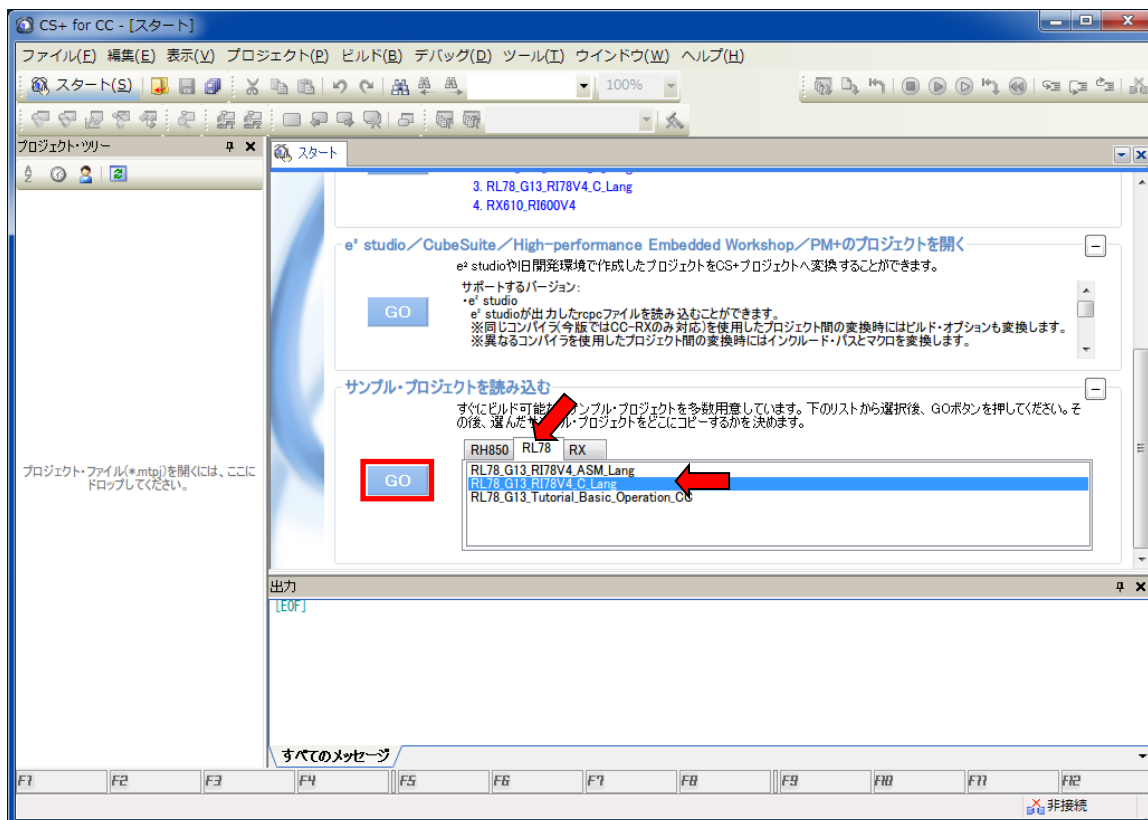 CS+ for CC - [スタート]
ファイル(F) 編集(E) 表示(V) プロジェクト(P) ビルド(B) デバッグ(D) ツール(T) ウインドウ(W) ヘルプ(H)
スタート(S) 100%
プロジェクト・ツリー
スタート
3. RL78_G13_RI78V4_C_Lang
4. RX610_RI600V4
e² studio／CubeSuite／High-performance Embedded Workshop／PM+のプロジェクトを開く
e² studioや旧開発環境で作成したプロジェクトをCS+プロジェクトへ変換することができます。
GO
サポートするバージョン:
・e² studio
e² studioが出力したrcpcファイルを読み込むことができます。
※同じコンパイラ(今版ではCC-RXのみ対応)を使用したプロジェクト間の変換時にはビルド・オプションも変換します。
※異なるコンパイラを使用したプロジェクト間の変換時にはインクルード・パスとマクロを変換します。
サンプル・プロジェクトを読み込む
すぐにビルド可能 ンプル・プロジェクトを多数用意しています。下のリストから選択後、GOボタンを押してください。そ
の後、選んだ ル・プロジェクトをどこにコピーするかを決めます。
RH850 RL78 RX
GO
RL78_G13_RI78V4_ASM_Lang
RL78_G13_RI78V4_C_Lang
RL78_G13_Tutorial_Basic_Operation_CC
プロジェクト・ファイル(*.mtpj)を開くには、ここに
ドロップしてください。
出力
[EOF]
すべてのメッセージ
F1 F2 F3 F4 F5 F6 F7 F8 F9 F10 F11 F12
非接続